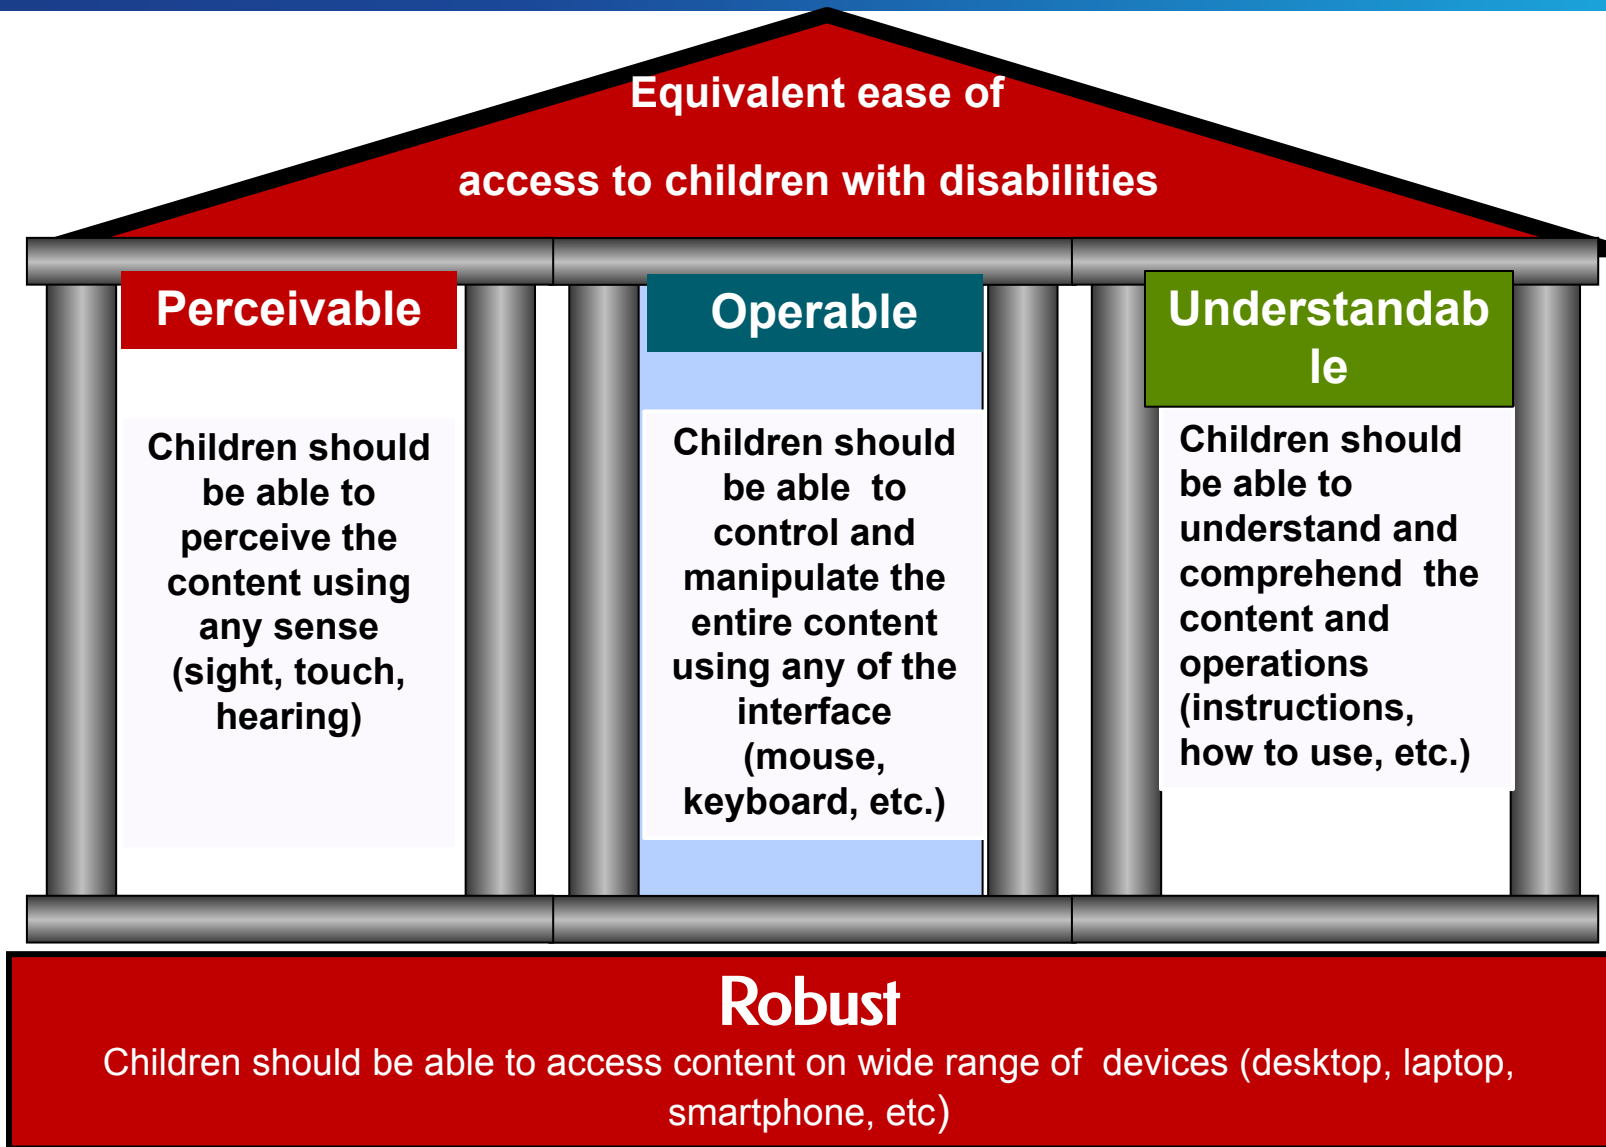 Equivalent ease of
access to children with disabilities
Perceivable
Children should
be able to
perceive the
content using
any sense
(sight, touch,
hearing)
Operable
Children should
be able  to
control and
manipulate the
entire content
using any of the
interface
(mouse,
keyboard, etc.)
Understandab
le
Children should
be able to
understand and
comprehend  the
content and
operations
(instructions,
how to use, etc.)
Robust
Children should be able to access content on wide range of  devices (desktop, laptop,
smartphone, etc)